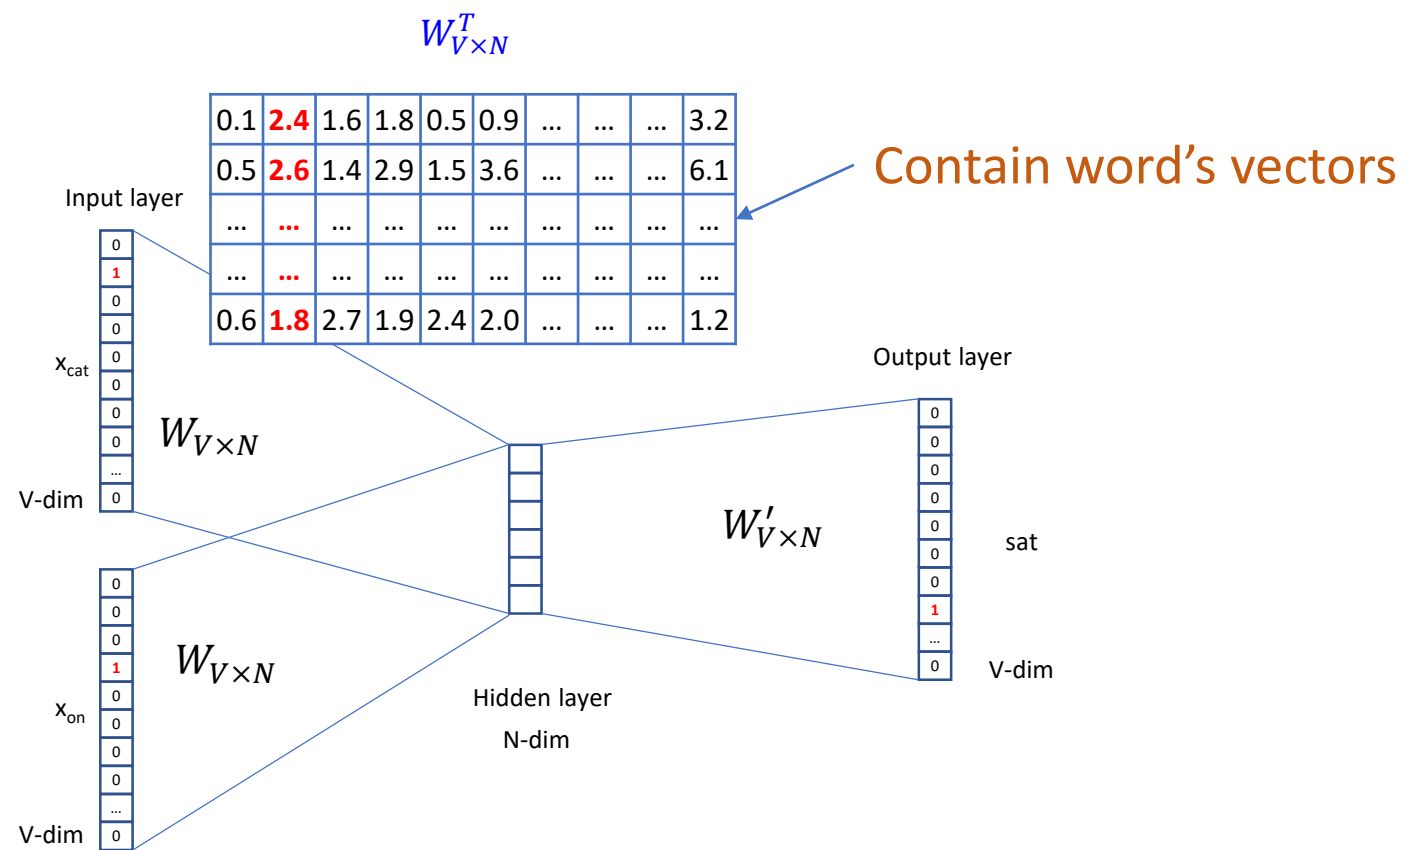 W^T_{V×N}
0.1 2.4 1.6 1.8 0.5 0.9 ... ... ... 3.2
0.5 2.6 1.4 2.9 1.5 3.6 ... ... ... 6.1
... ... ... ... ... ... ... ... ... ...
... ... ... ... ... ... ... ... ... ...
0.6 1.8 2.7 1.9 2.4 2.0 ... ... ... 1.2
Contain word's vectors
Input layer
0
1
0
0
0
0
0
0
...
0
x_cat
V-dim
W_{V×N}
0
0
0
1
0
0
0
0
...
0
x_on
V-dim
W_{V×N}
Hidden layer
N-dim
W'_{V×N}
Output layer
0
0
0
0
0
0
0
1
...
0
sat
V-dim